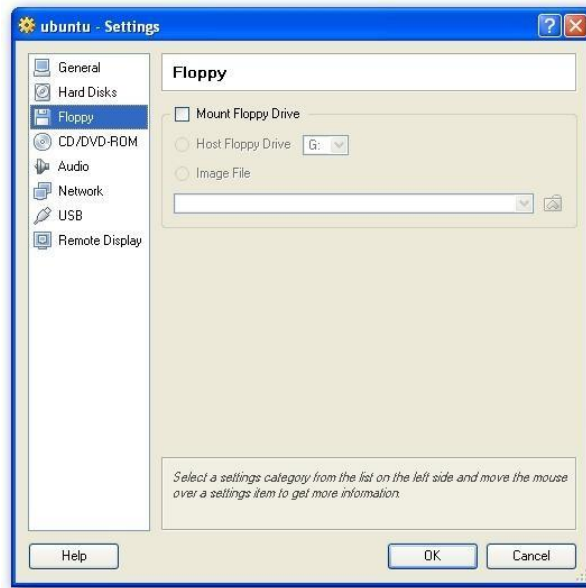 ubuntu - Settings
General
Hard Disks
Floppy
CD/DVD-ROM
Audio
Network
USB
Remote Display
Floppy
Mount Floppy Drive
Host Floppy Drive G:
Image File
Select a settings category from the list on the left side and move the mouse
over a settings item to get more information.
Help
OK
Cancel